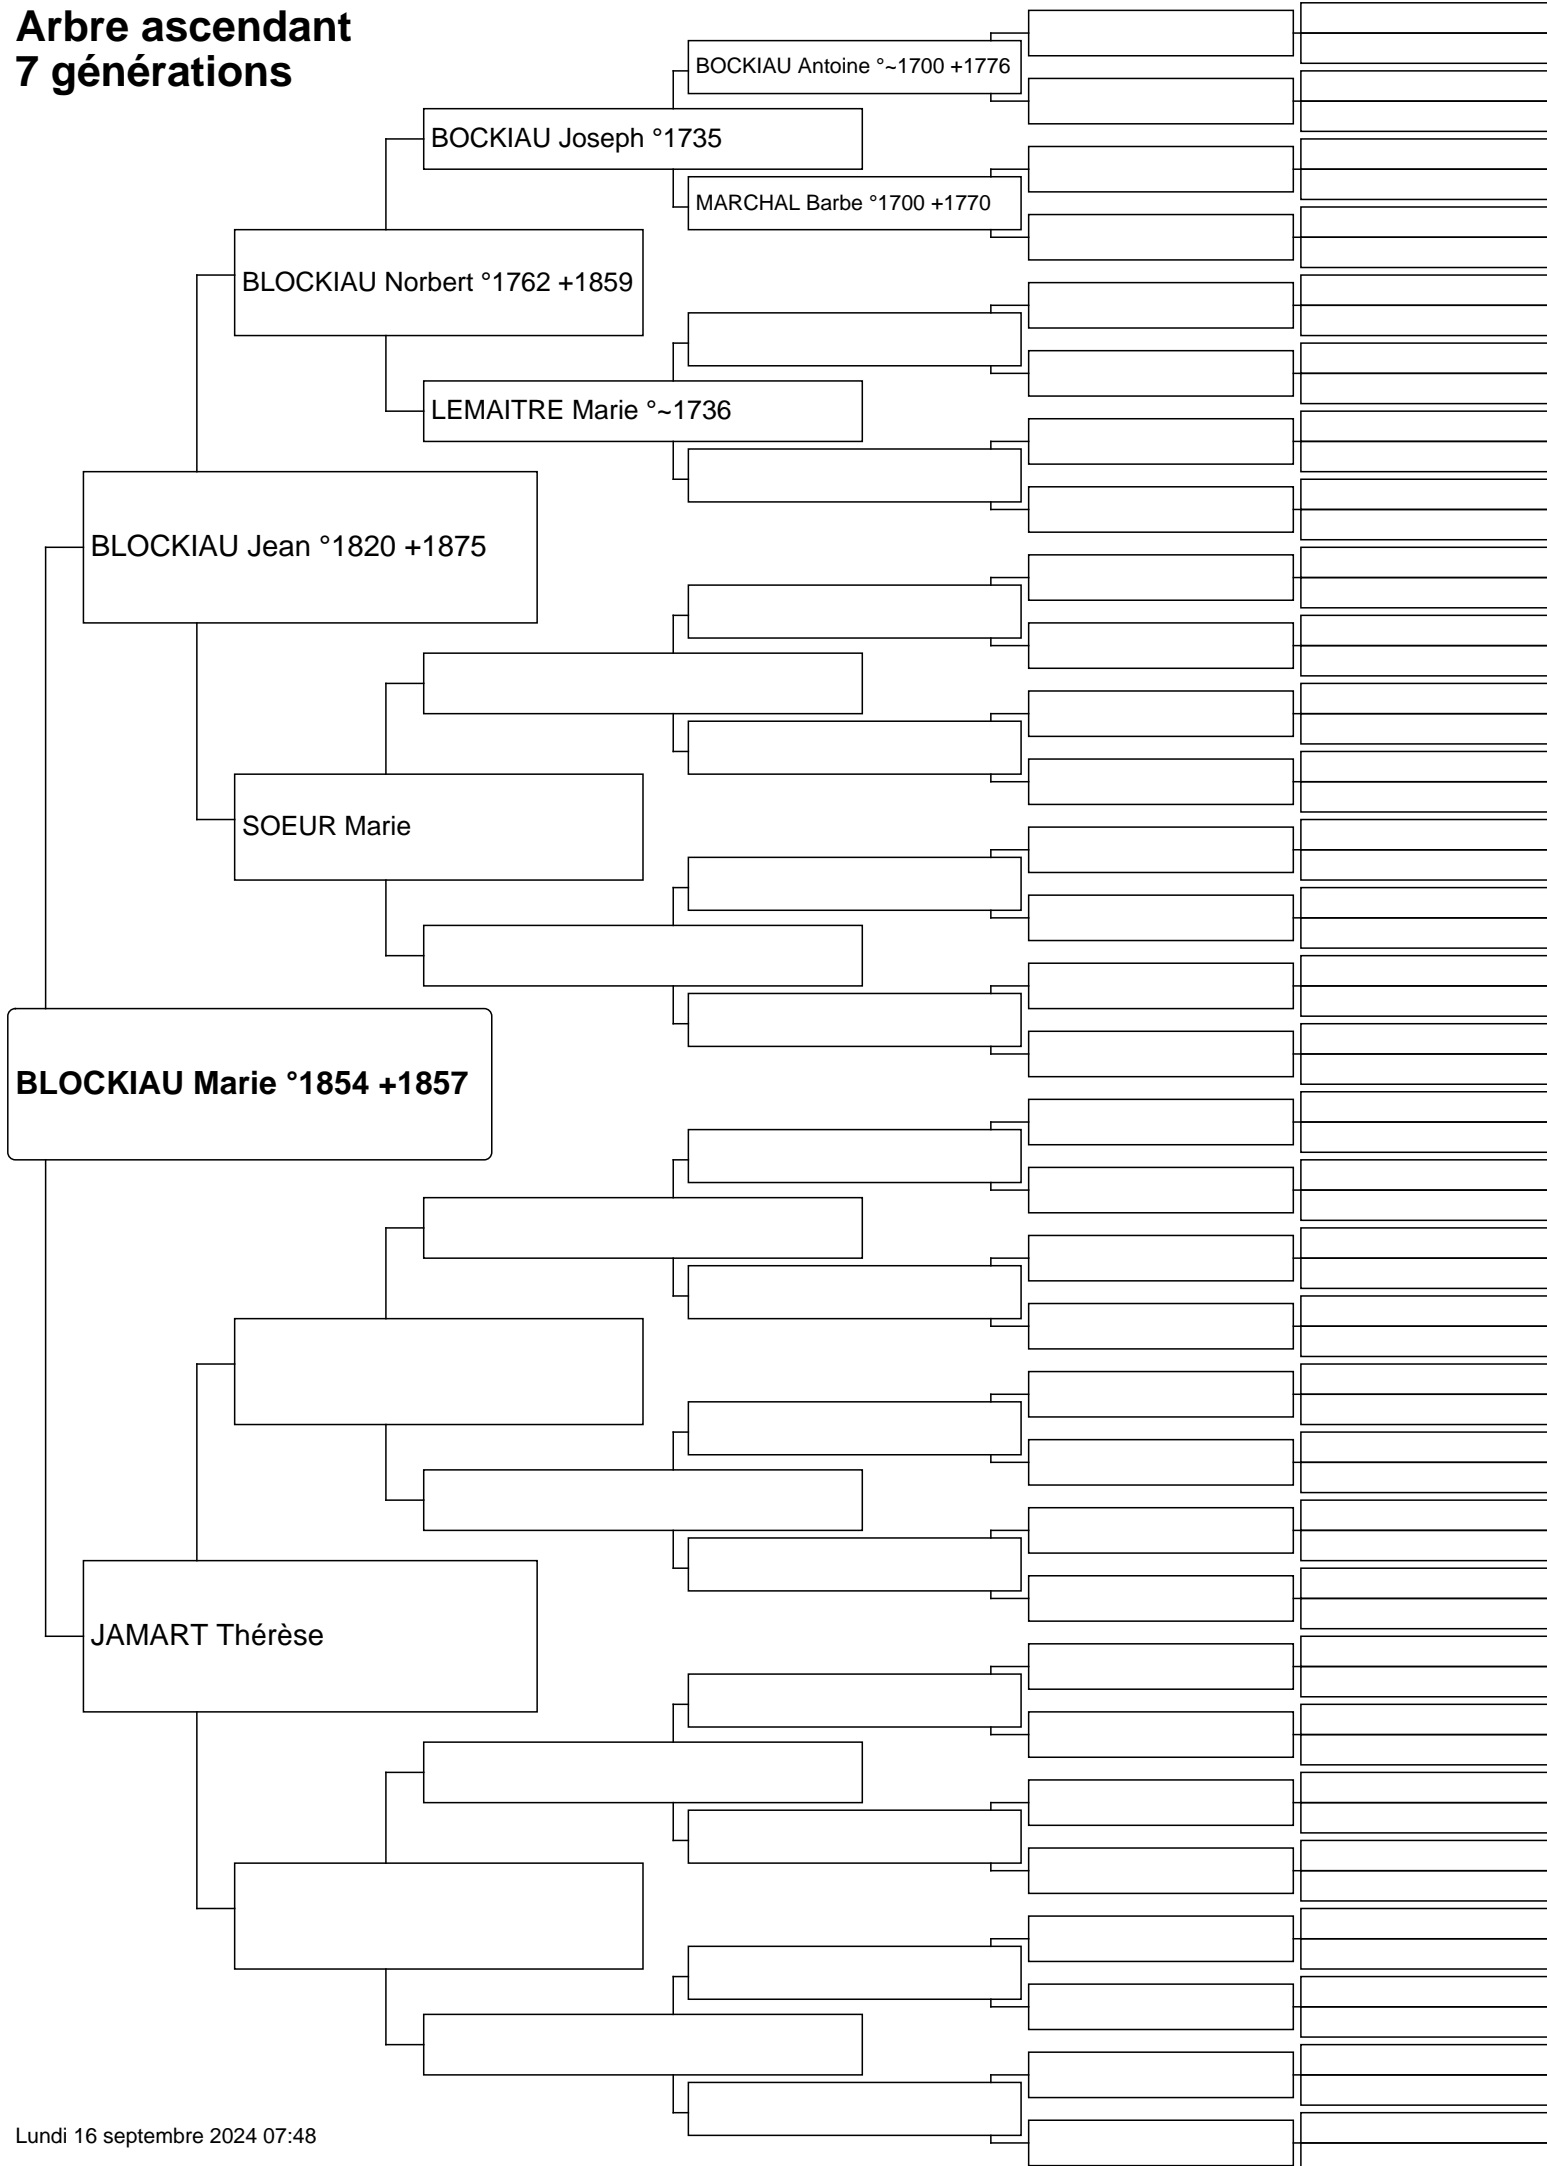 Arbre ascendant
7 générations
BOCKIAU Antoine °~1700 +1776
BOCKIAU Joseph °1735
MARCHAL Barbe °1700 +1770
BLOCKIAU Norbert °1762 +1859
LEMAITRE Marie °~1736
BLOCKIAU Jean °1820 +1875
SOEUR Marie
BLOCKIAU Marie °1854 +1857
JAMART Thérèse
Lundi 16 septembre 2024 07:48